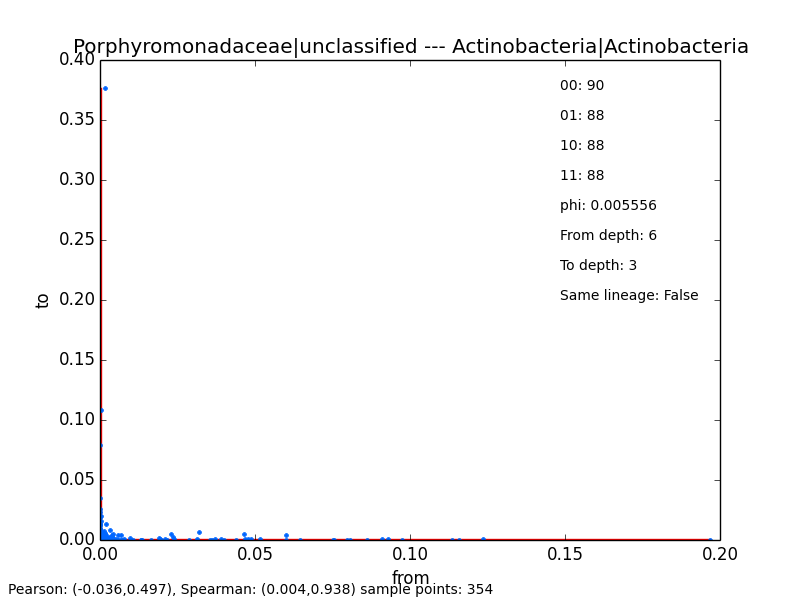 Porphyromonadaceae|unclassified --- Actinobacteria|Actinobacteria
0.40
0.35
0.30
0.25
0.20
0.15
0.10
0.05
0.00
to
00: 90
01: 88
10: 88
11: 88
phi: 0.005556
From depth: 6
To depth: 3
Same lineage: False
0.00 0.05 0.10 0.15 0.20
from
Pearson: (-0.036,0.497), Spearman: (0.004,0.938) sample points: 354